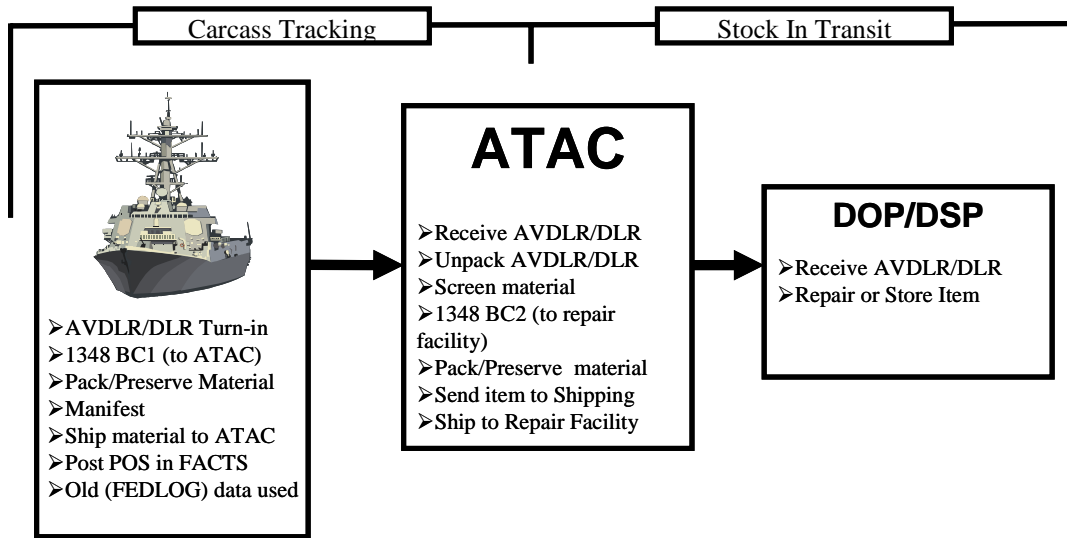 Carcass Tracking
Stock In Transit
➢AVDLR/DLR Turn-in
➢1348 BC1 (to ATAC)
➢Pack/Preserve Material
➢Manifest
➢Ship material to ATAC
➢Post POS in FACTS
➢Old (FEDLOG) data used
ATAC
➢Receive AVDLR/DLR
➢Unpack AVDLR/DLR
➢Screen material
➢1348 BC2 (to repair
facility)
➢Pack/Preserve material
➢Send item to Shipping
➢Ship to Repair Facility
DOP/DSP
➢Receive AVDLR/DLR
➢Repair or Store Item